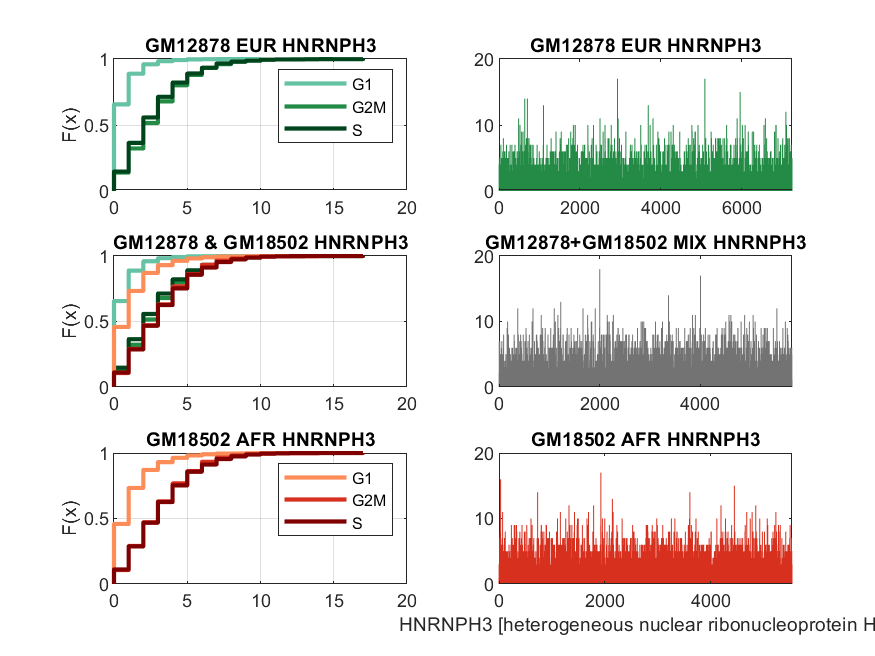 GM12878 EUR HNRNPH3
F(x)
1
0.5
0
0 5 10 15 20
G1
G2M
S
GM12878 EUR HNRNPH3
20
10
0
0 2000 4000 6000
GM12878 & GM18502 HNRNPH3
F(x)
1
0.5
0
0 5 10 15 20
GM12878+GM18502 MIX HNRNPH3
20
10
0
0 2000 4000
GM18502 AFR HNRNPH3
F(x)
1
0.5
0
0 5 10 15 20
G1
G2M
S
GM18502 AFR HNRNPH3
20
10
0
0 2000 4000
HNRNPH3 [heterogeneous nuclear ribonucleoprotein H